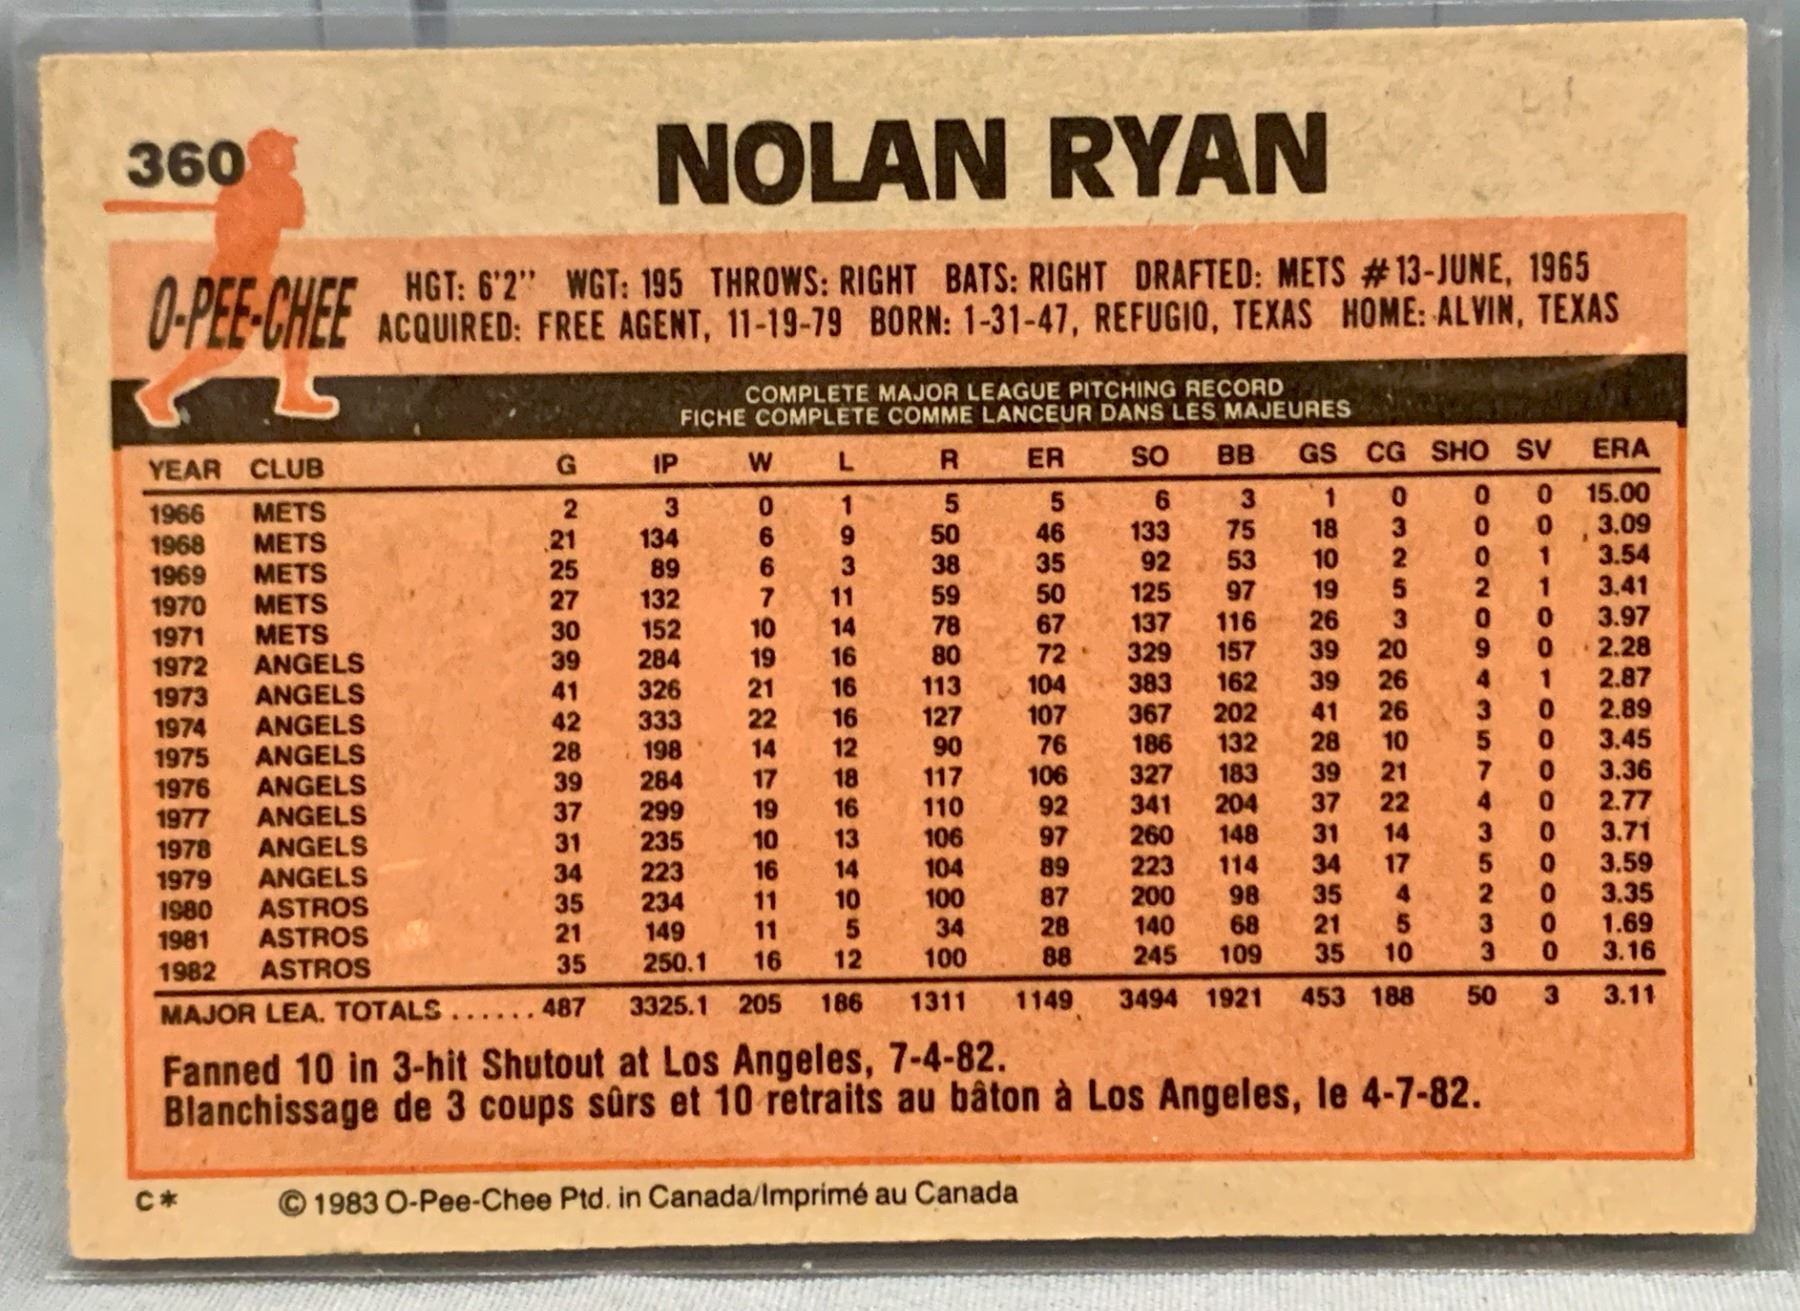 360
NOLAN RYAN
O-PEE-CHEE
HGT: 6'2" WGT: 195 THROWS: RIGHT BATS: RIGHT DRAFTED: METS #13-JUNE, 1965
ACQUIRED: FREE AGENT, 11-19-79 BORN: 1-31-47, REFUGIO, TEXAS HOME: ALVIN, TEXAS
COMPLETE MAJOR LEAGUE PITCHING RECORD
FICHE COMPLETE COMME LANCEUR DANS LES MAJEURES
YEAR CLUB G IP W L R ER SO BB GS CG SHO SV ERA
1966 METS 2 3 0 1 5 5 6 3 1 0 0 0 15.00
1968 METS 21 134 6 9 50 46 133 75 18 3 0 0 3.09
1969 METS 25 89 6 3 38 35 92 53 10 2 0 1 3.54
1970 METS 27 132 7 11 59 50 125 97 19 5 2 1 3.41
1971 METS 30 152 10 14 78 67 137 116 26 3 0 0 3.97
1972 ANGELS 39 284 19 16 80 72 329 157 39 20 9 0 2.28
1973 ANGELS 41 326 21 16 113 104 383 162 39 26 4 1 2.87
1974 ANGELS 42 333 22 16 127 107 367 202 41 26 3 0 2.89
1975 ANGELS 28 198 14 12 90 76 186 132 28 10 5 0 3.45
1976 ANGELS 39 284 17 18 117 106 327 183 39 21 7 0 3.36
1977 ANGELS 37 299 19 16 110 92 341 204 37 22 4 0 2.77
1978 ANGELS 31 235 10 13 106 97 260 148 31 14 3 0 3.71
1979 ANGELS 34 223 16 14 104 89 223 114 34 17 5 0 3.59
1980 ASTROS 35 234 11 10 100 87 200 98 35 4 2 0 3.35
1981 ASTROS 21 149 11 5 34 28 140 68 21 5 3 0 1.69
1982 ASTROS 35 250.1 16 12 100 88 245 109 35 10 3 0 3.16
MAJOR LEA. TOTALS ...... 487 3325.1 205 186 1311 1149 3494 1921 453 188 50 3 3.11
Fanned 10 in 3-hit Shutout at Los Angeles, 7-4-82.
Blanchissage de 3 coups sûrs et 10 retraits au bâton à Los Angeles, le 4-7-82.
C* © 1983 O-Pee-Chee Ptd. in Canada/Imprimé au Canada